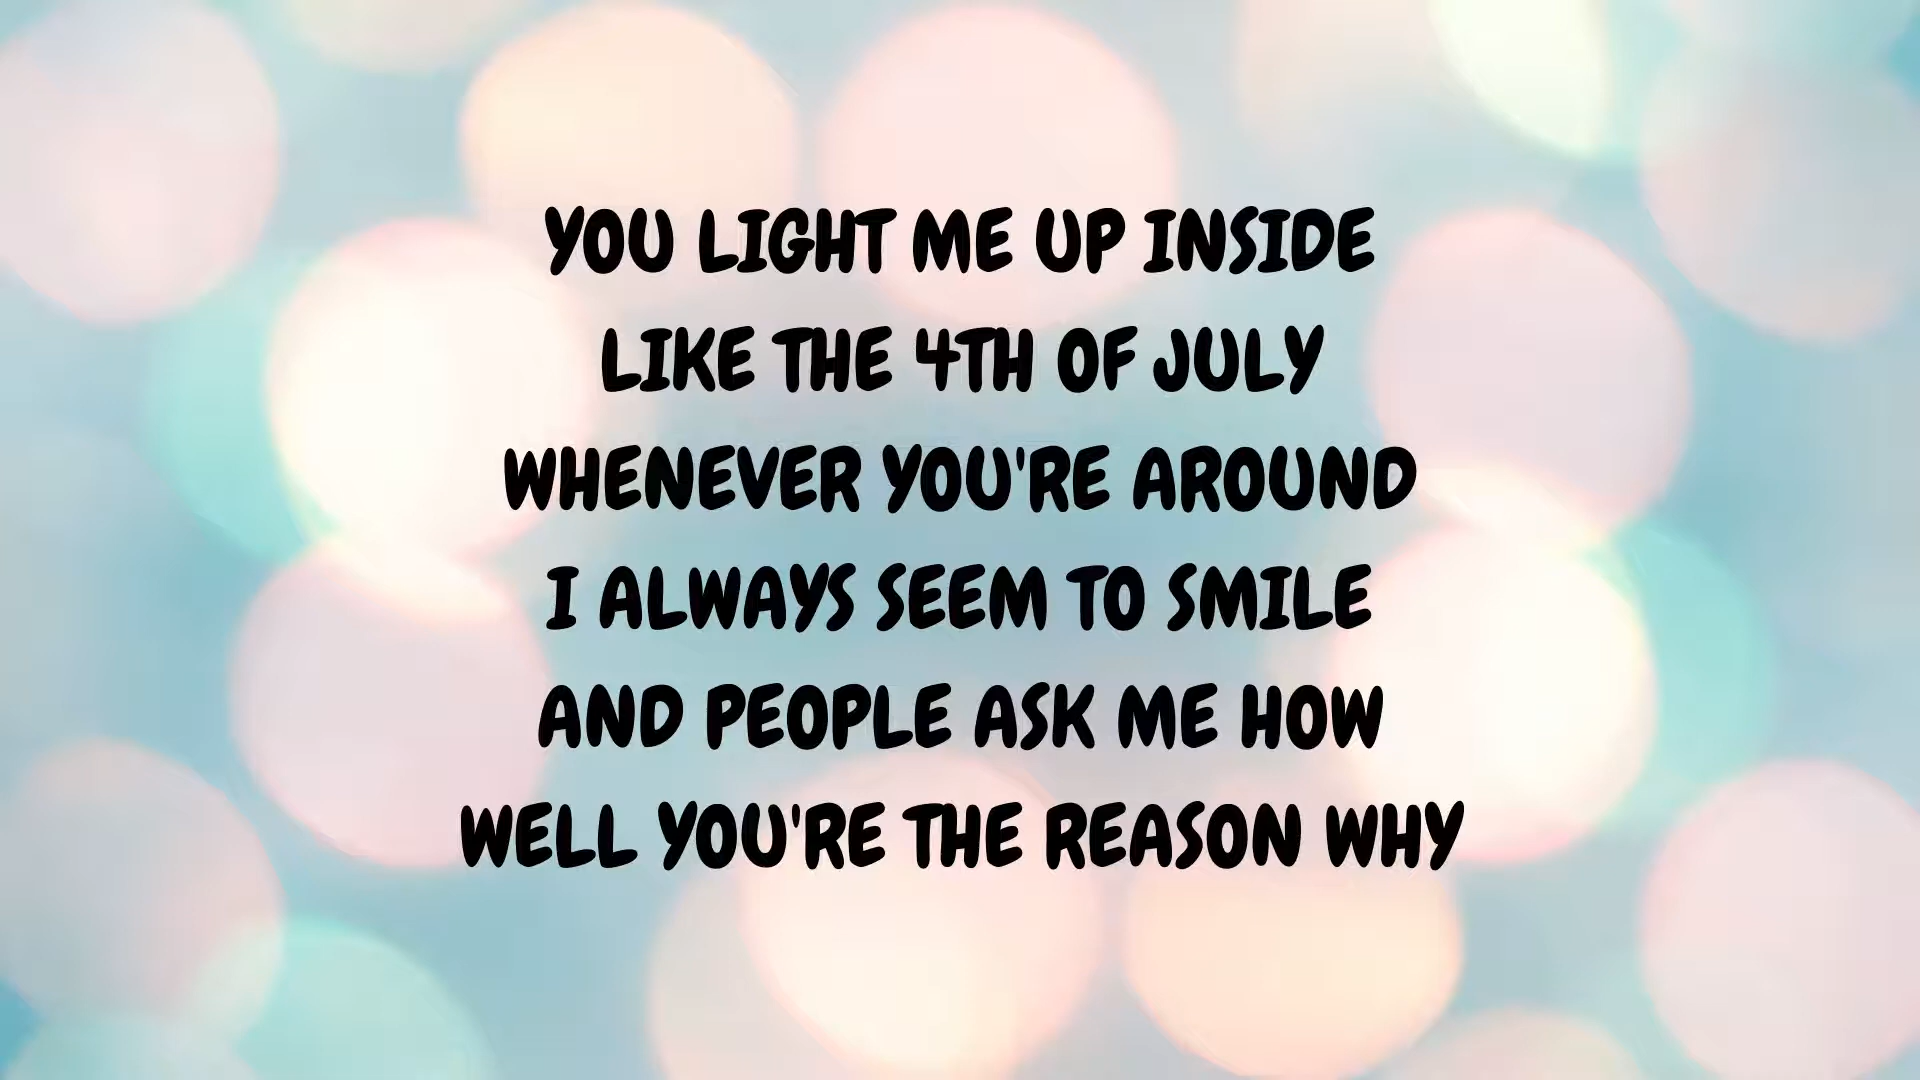 YOU LIGHT ME UP INSIDE
LIKE THE 4TH OF JULY
WHENEVER YOU'RE AROUND
I ALWAYS SEEM TO SMILE
AND PEOPLE ASK ME HOW
WELL YOU'RE THE REASON WHY